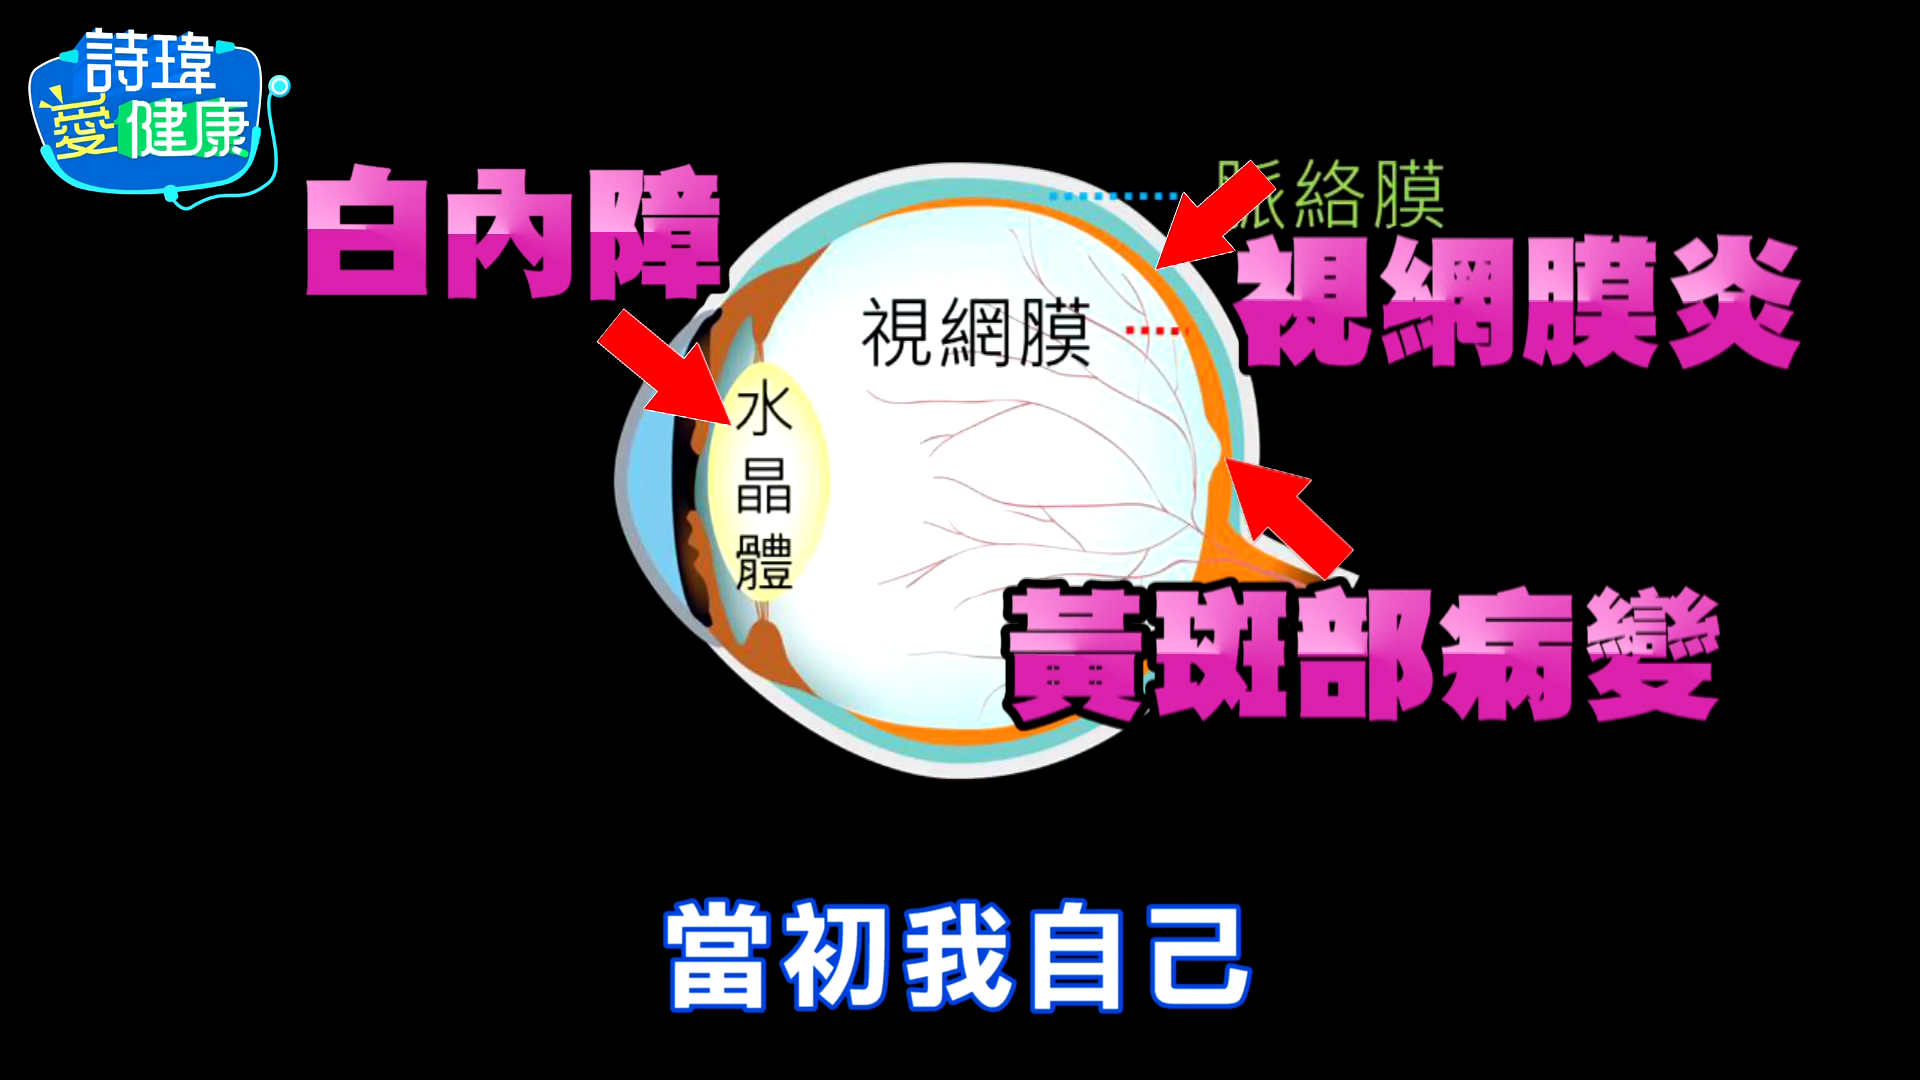 詩瑋
愛健康
白內障
脈絡膜
視網膜炎
視網膜
水晶體
黃斑部病變
當初我自己